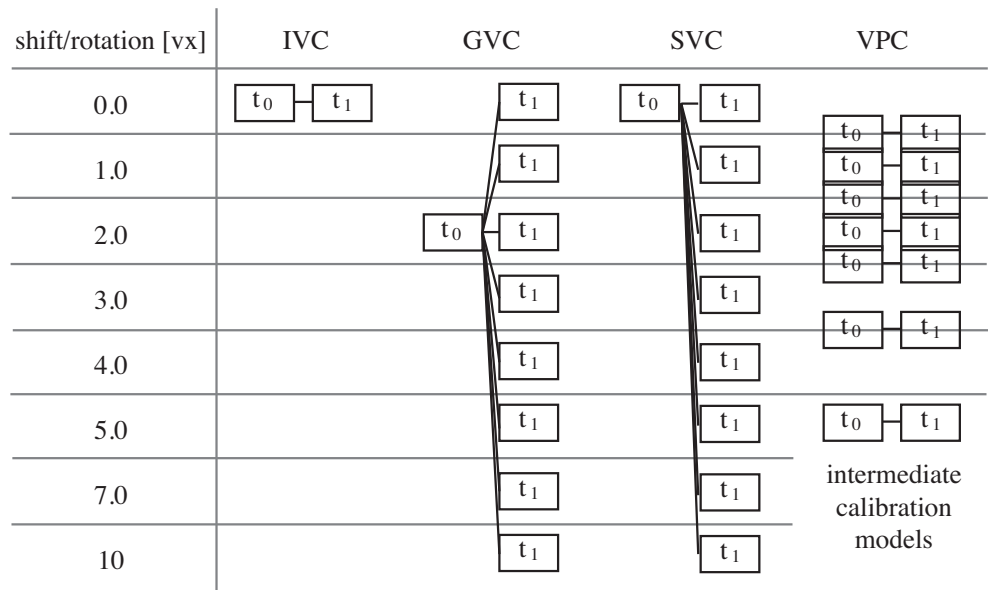 shift/rotation [vx] IVC GVC SVC VPC
0.0 t0 t1 t1 t0 t1
t0 t1
1.0 t1 t1
t0 t1
t0 t1
2.0 t0 t1 t1
t0 t1
t0 t1
3.0 t1 t1
t0 t1
4.0 t1 t1
5.0 t1 t1 t0 t1
7.0 t1 t1
intermediate
calibration
models
10 t1 t1